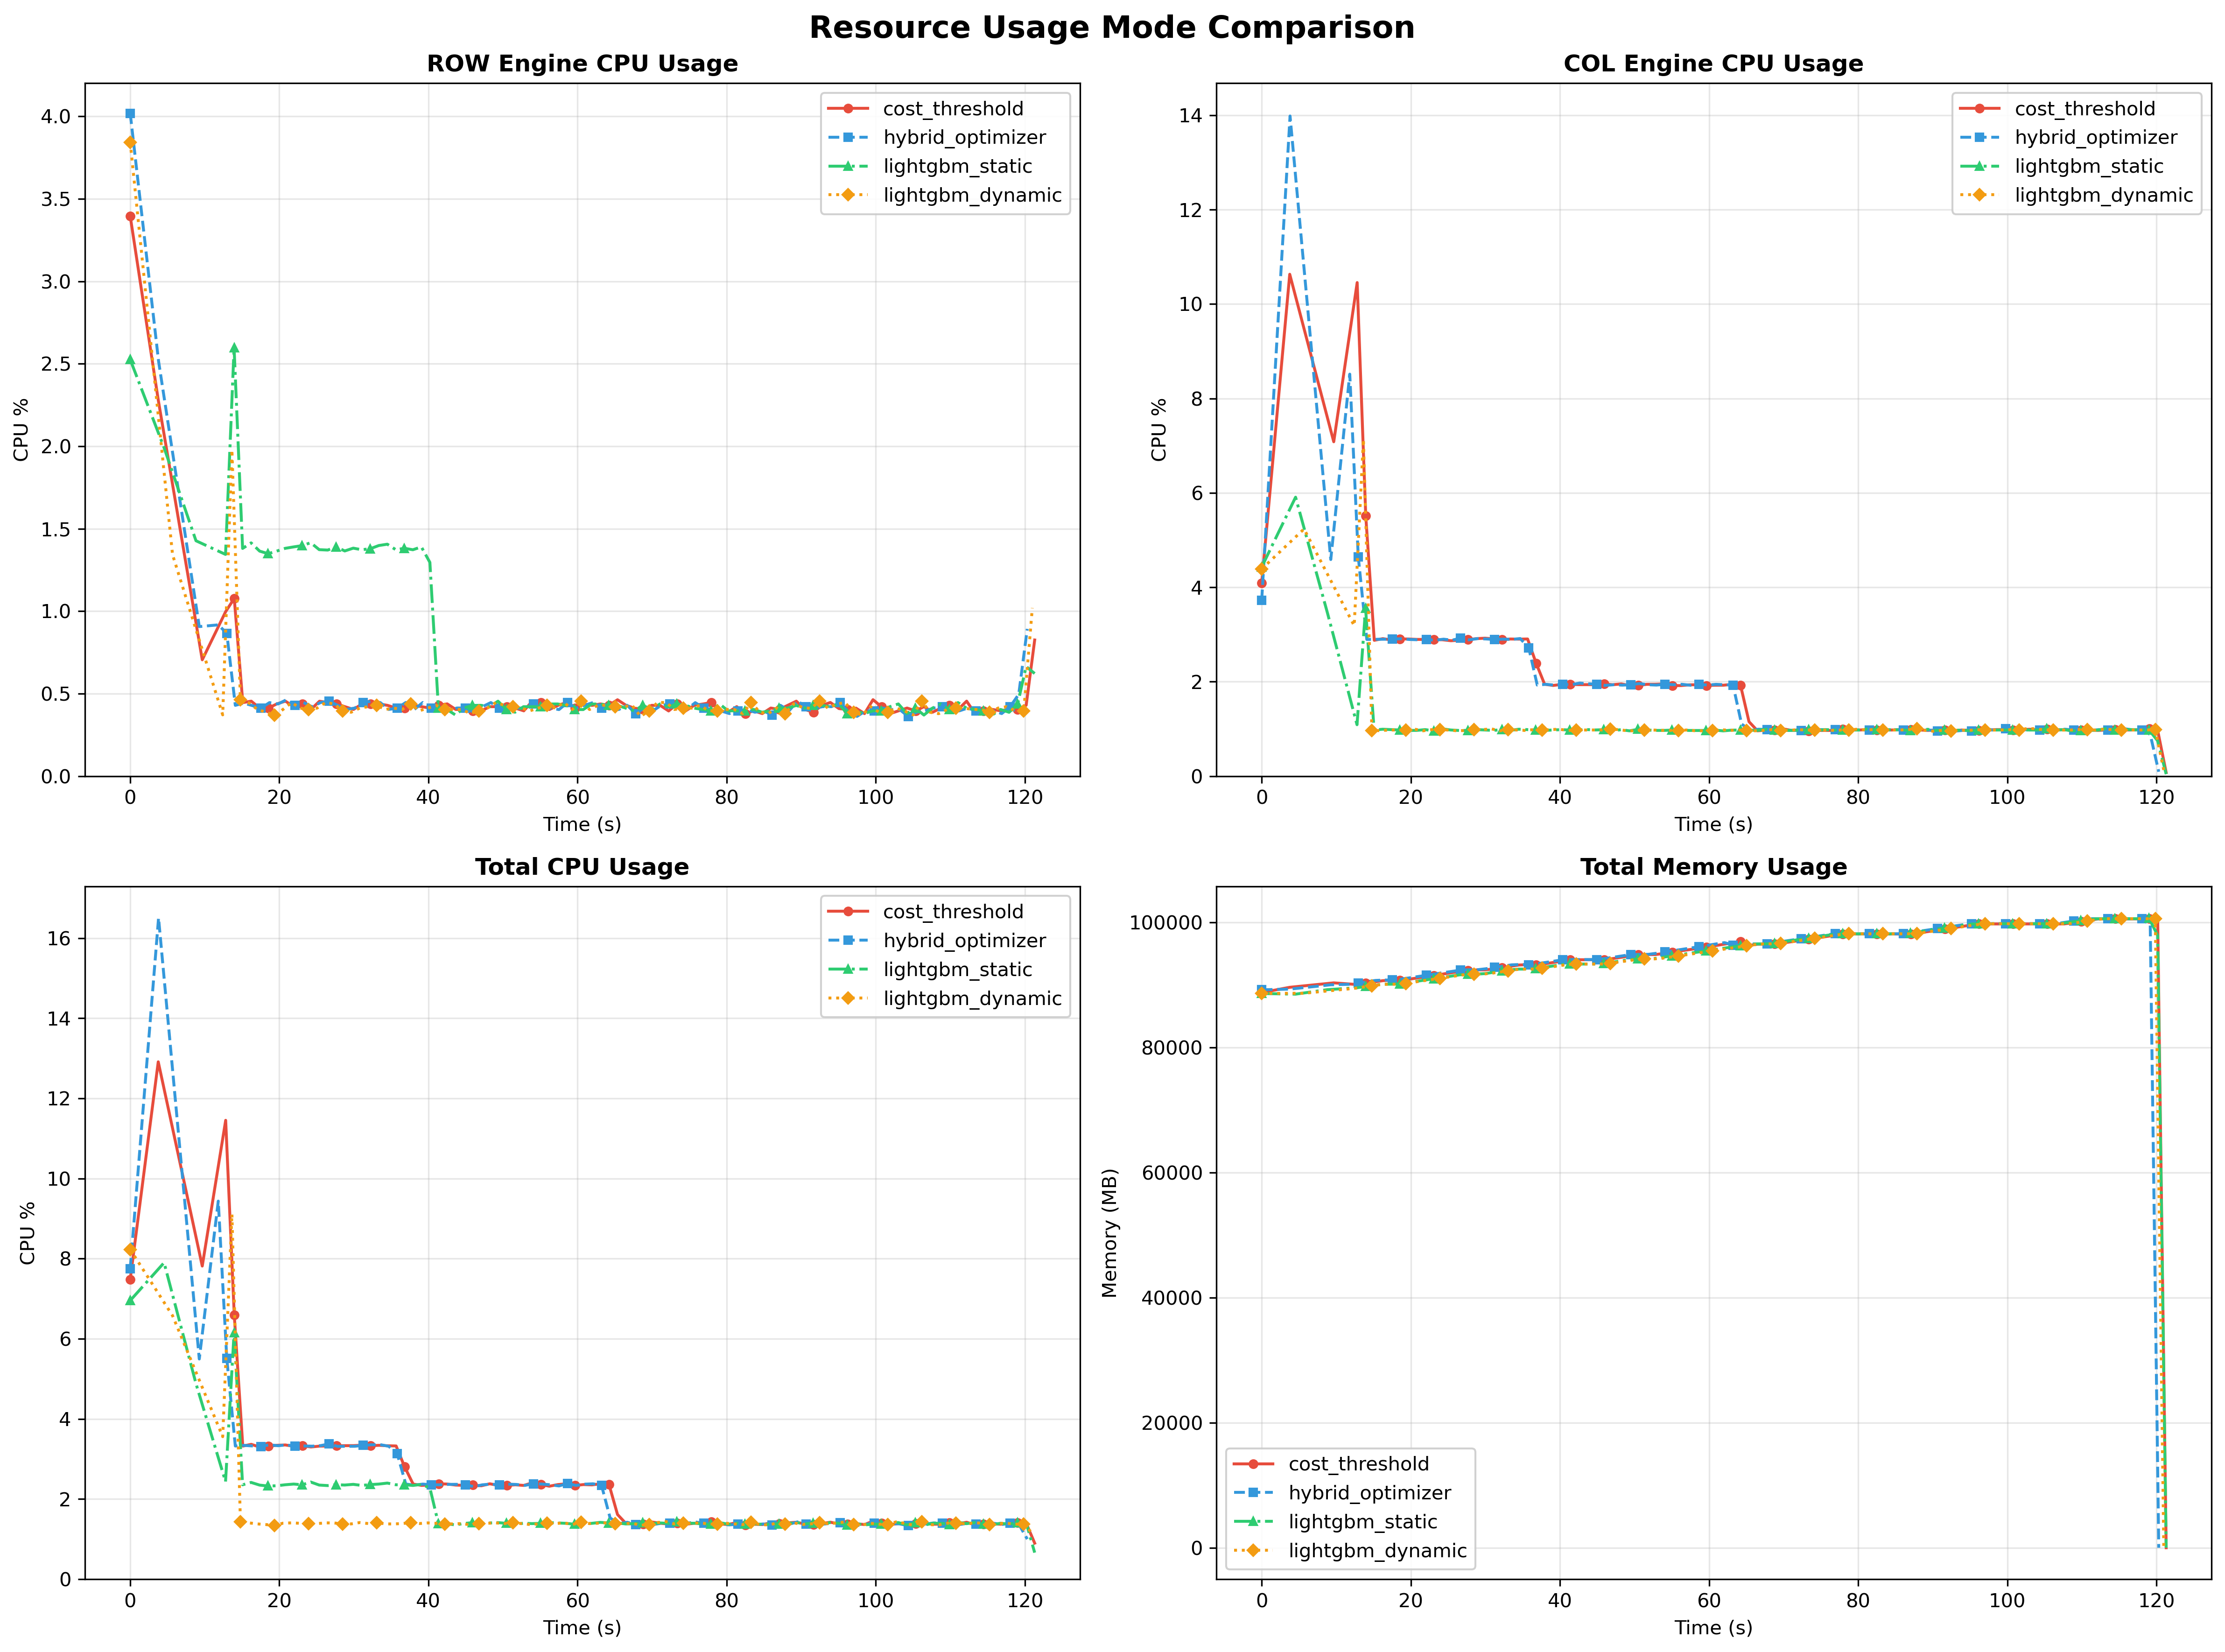 Resource Usage Mode Comparison
ROW Engine CPU Usage
CPU %
4.0
3.5
3.0
2.5
2.0
1.5
1.0
0.5
0.0
cost_threshold
hybrid_optimizer
lightgbm_static
lightgbm_dynamic
0 20 40 60 80 100 120
Time (s)
COL Engine CPU Usage
CPU %
14
12
10
8
6
4
2
0
cost_threshold
hybrid_optimizer
lightgbm_static
lightgbm_dynamic
0 20 40 60 80 100 120
Time (s)
Total CPU Usage
CPU %
16
14
12
10
8
6
4
2
0
cost_threshold
hybrid_optimizer
lightgbm_static
lightgbm_dynamic
0 20 40 60 80 100 120
Time (s)
Total Memory Usage
Memory (MB)
100000
80000
60000
40000
20000
0
cost_threshold
hybrid_optimizer
lightgbm_static
lightgbm_dynamic
0 20 40 60 80 100 120
Time (s)